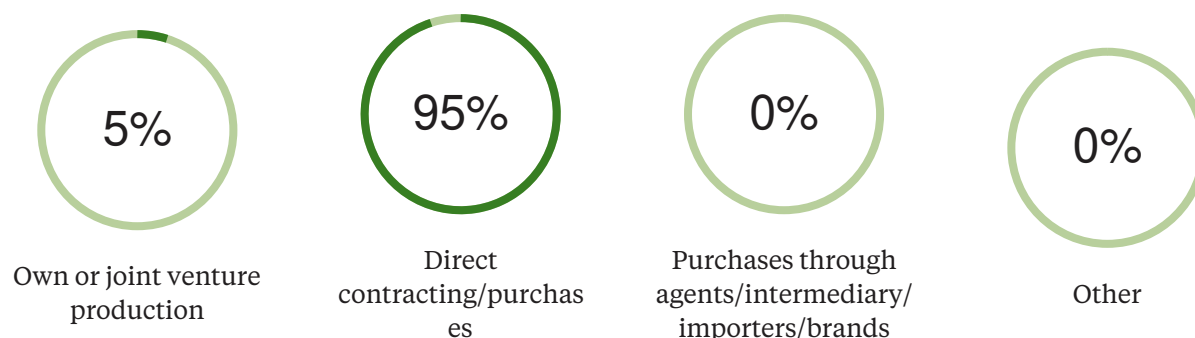 5%
Own or joint venture
production
95%
Direct
contracting/purchas
es
0%
Purchases through
agents/intermediary/
importers/brands
0%
Other